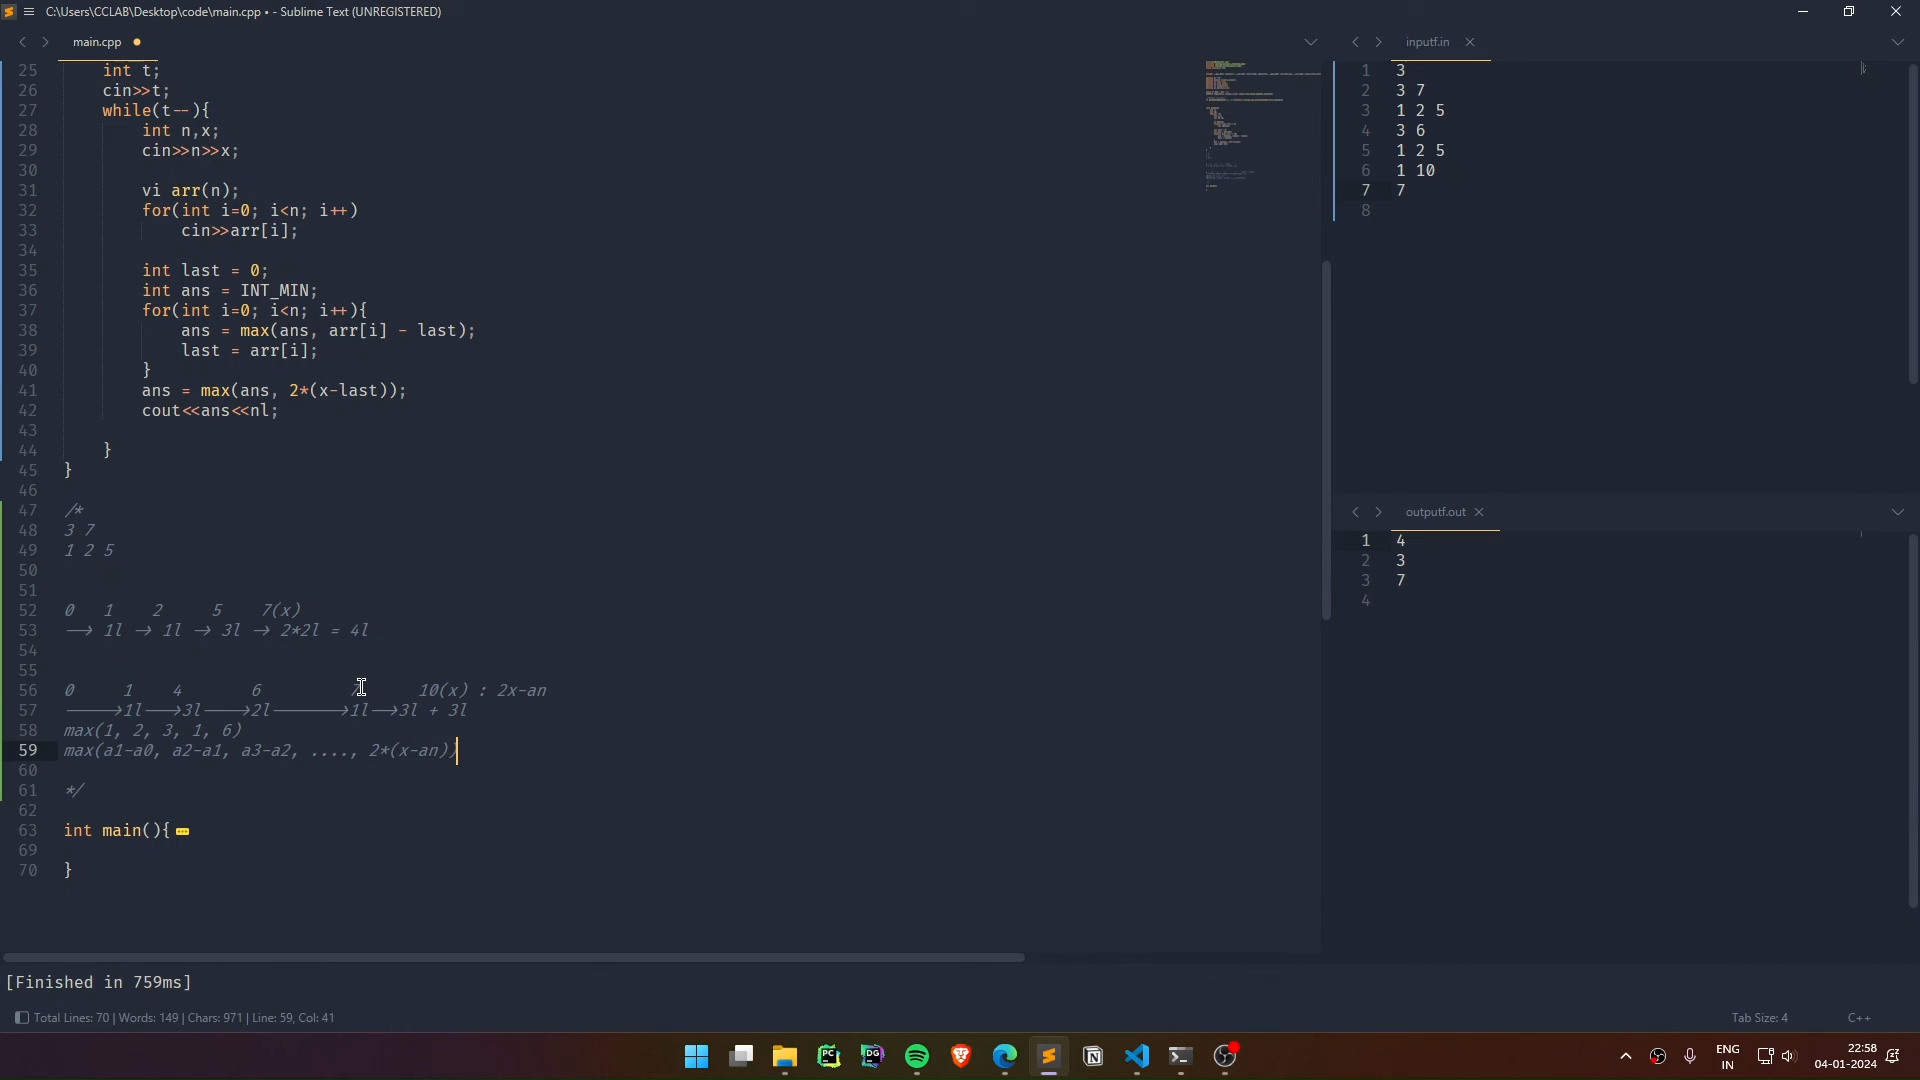 C:\Users\CCLAB\Desktop\code\main.cpp • - Sublime Text (UNREGISTERED)
main.cpp
25 int t;
26 cin>>t;
27 while(t--){
28 int n,x;
29 cin>>n>>x;
30
31 vi arr(n);
32 for(int i=0; i<n; i++)
33 cin>>arr[i];
34
35 int last = 0;
36 int ans = INT_MIN;
37 for(int i=0; i<n; i++){
38 ans = max(ans, arr[i] - last);
39 last = arr[i];
40 }
41 ans = max(ans, 2*(x-last));
42 cout<<ans<<nl;
43
44 }
45 }
46
47 /*
48 3 7
49 1 2 5
50
51
52 0 1 2 5 7(x)
53 --> 1l -> 1l -> 3l -> 2*2l = 4l
54
55
56 0 1 4 6 7 10(x) : 2x-an
57 ------>1l---->3l----->2l-------->1l-->3l + 3l
58 max(1, 2, 3, 1, 6)
59 max(a1-a0, a2-a1, a3-a2, ...., 2*(x-an))
60
61 */
62
63 int main(){
69
70 }
inputf.in
1 3
2 3 7
3 1 2 5
4 3 6
5 1 2 5
6 1 10
7 7
8
outputf.out
1 4
2 3
3 7
4
[Finished in 759ms]
Total Lines: 70 | Words: 149 | Chars: 971 | Line: 59, Col: 41
Tab Size: 4
C++
PC
DG
ENG
IN
22:58
04-01-2024